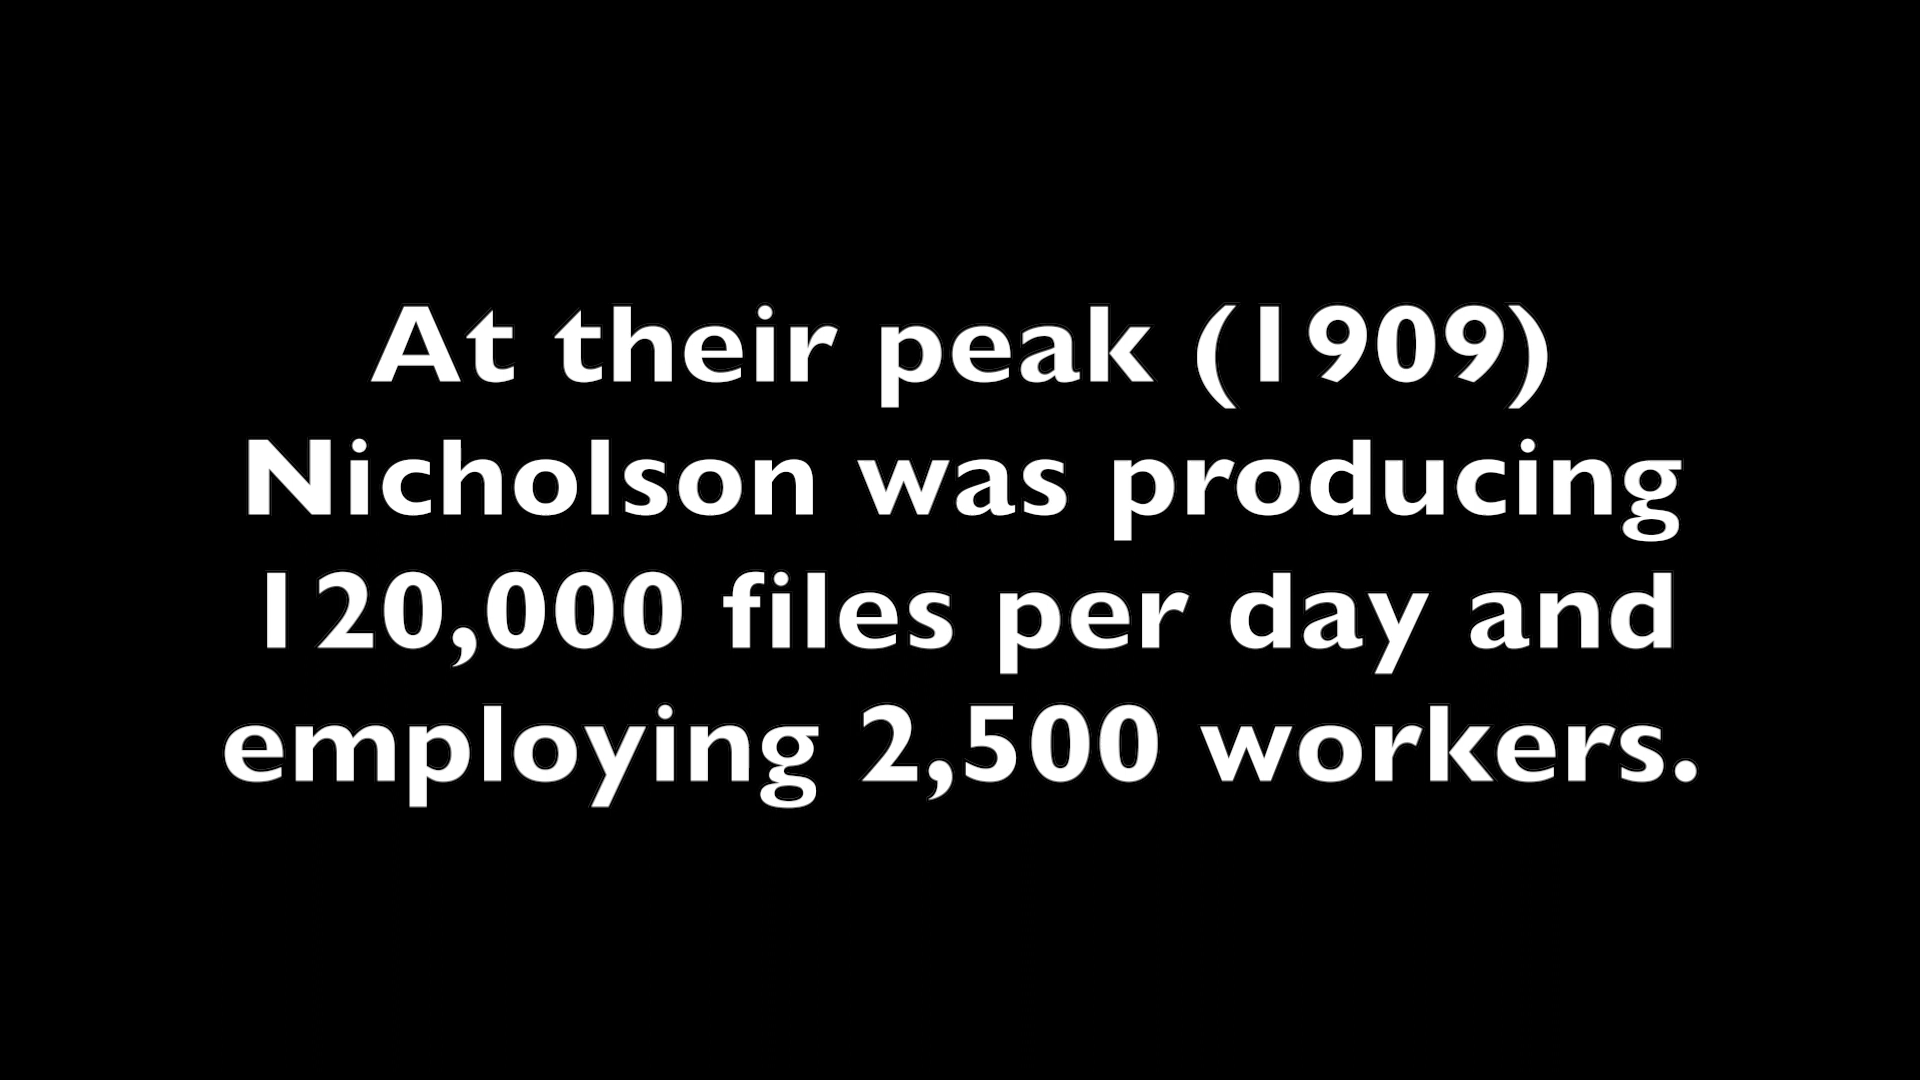 At their peak (1909)
Nicholson was producing
120,000 files per day and
employing 2,500 workers.